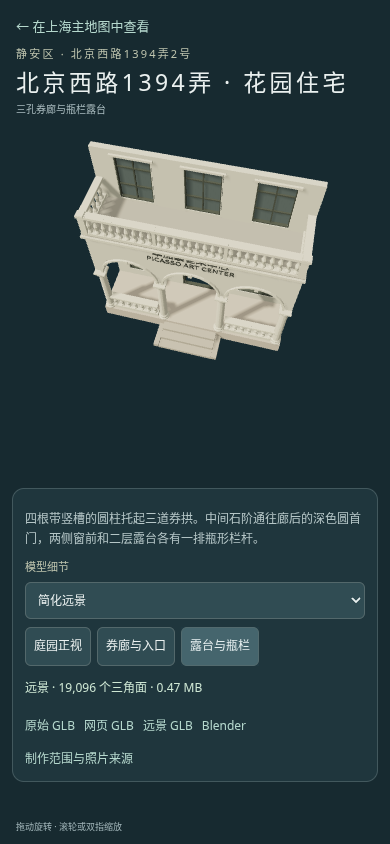 ← 在上海主地图中查看
静安区 · 北京西路1394弄2号
北京西路1394弄 · 花园住宅
三孔券廊与瓶栏露台
PICASSO ART CENTER
四根带竖槽的圆柱托起三道券拱。中间石阶通往廊后的深色圆首
门，两侧窗前和二层露台各有一排瓶形栏杆。
模型细节
简化远景
庭园正视 券廊与入口 露台与瓶栏
远景 · 19,096 个三角面 · 0.47 MB
原始 GLB 网页 GLB 远景 GLB Blender
制作范围与照片来源
拖动旋转 · 滚轮或双指缩放